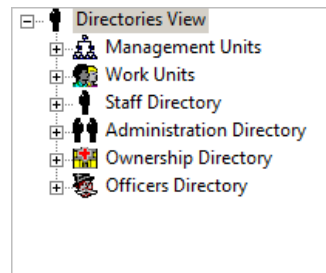 Directories View
Management Units
Work Units
Staff Directory
Administration Directory
Ownership Directory
Officers Directory